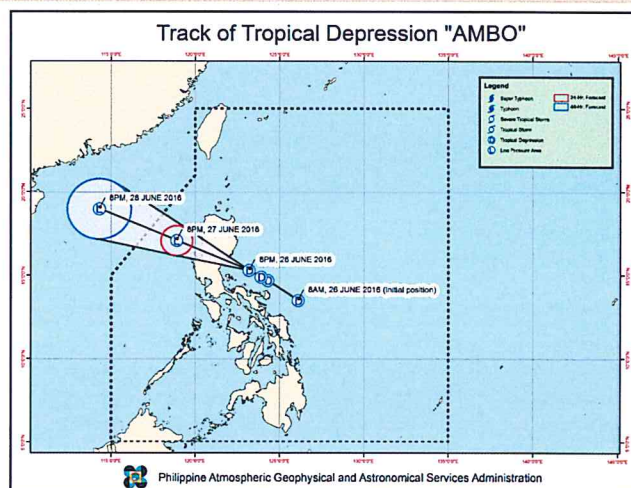 Track of Tropical Depression "AMBO"
Legend
Super Typhoon
Typhoon
Severe Tropical Storm
Tropical Storm
Tropical Depression
Low Pressure Area
24-Hr. Forecast
48-Hr. Forecast
8PM, 28 JUNE 2016
8PM, 27 JUNE 2016
8PM, 26 JUNE 2016
8AM, 26 JUNE 2016 (Initial position)
Philippine Atmospheric Geophysical and Astronomical Services Administration